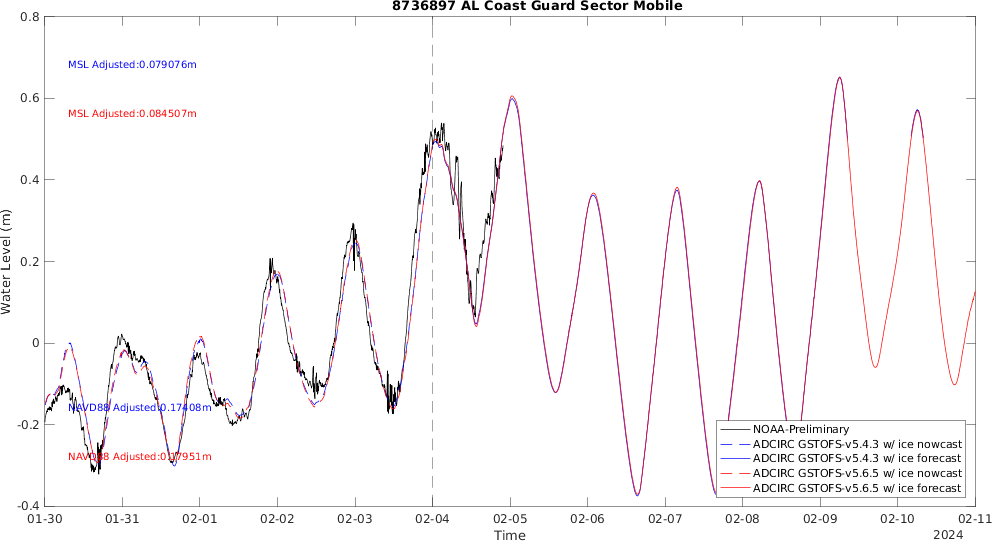 8736897 AL Coast Guard Sector Mobile
0.8
MSL Adjusted:0.079076m
0.6
MSL Adjusted:0.084507m
0.4
Water Level (m)
0.2
0
NAVD88 Adjusted:0.17408m
-0.2
NAVD88 Adjusted:0.17951m
-0.4
NOAA-Preliminary
ADCIRC GSTOFS-v5.4.3 w/ ice nowcast
ADCIRC GSTOFS-v5.4.3 w/ ice forecast
ADCIRC GSTOFS-v5.6.5 w/ ice nowcast
ADCIRC GSTOFS-v5.6.5 w/ ice forecast
01-30 01-31 02-01 02-02 02-03 02-04 02-05 02-06 02-07 02-08 02-09 02-10 02-11
Time
2024